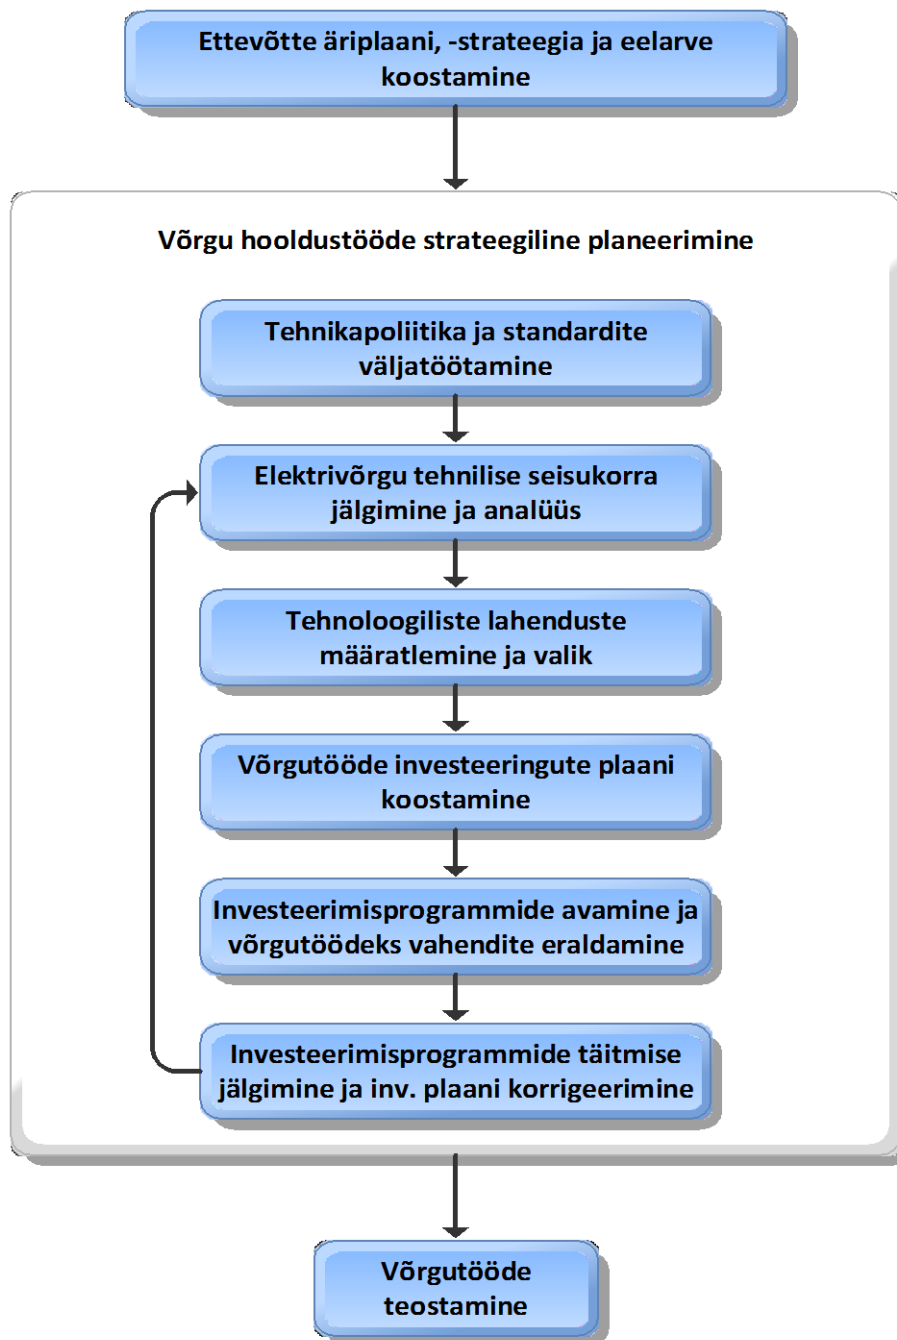 Ettevõtte äriplaani, -strateegia ja eelarve
koostamine
Võrgu hooldustööde strateegiline planeerimine
Tehnikapoliitika ja standardite
väljatöötamine
Elektrivõrgu tehnilise seisukorra
jälgimine ja analüüs
Tehnoloogiliste lahenduste
määratlemine ja valik
Võrgutööde investeeringute plaani
koostamine
Investeerimisprogrammide avamine ja
võrgutöödeks vahendite eraldamine
Investeerimisprogrammide täitmise
jälgimine ja inv. plaani korrigeerimine
Võrgutööde
teostamine